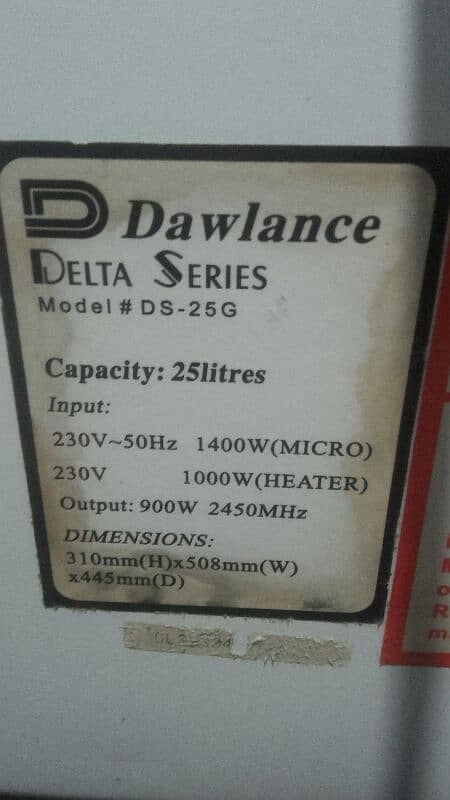 Dawlance
DELTA SERIES
Model # DS-25G
Capacity: 25litres
Input:
230V~50Hz 1400W(MICRO)
230V 1000W(HEATER)
Output: 900W 2450MHz
DIMENSIONS:
310mm(H)x508mm(W)
x445mm(D)